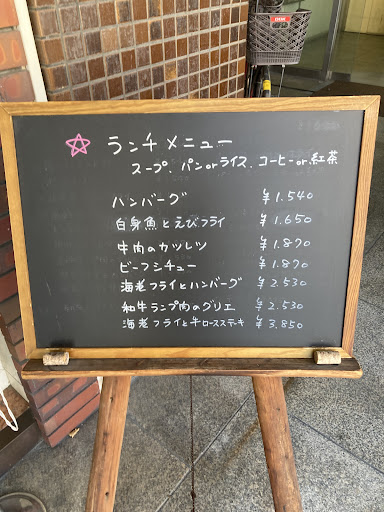 ☆ ランチメニュー
スープ パンorライス、コーヒーor紅茶
ハンバーグ ¥1.540
白身魚とえびフライ ¥1.650
牛肉のカツレツ ¥1.870
ビーフシチュー ¥1.870
海老フライとハンバーグ ¥2.530
和牛ランプ肉のグリエ ¥2.530
海老フライと牛ロースステーキ ¥3.850